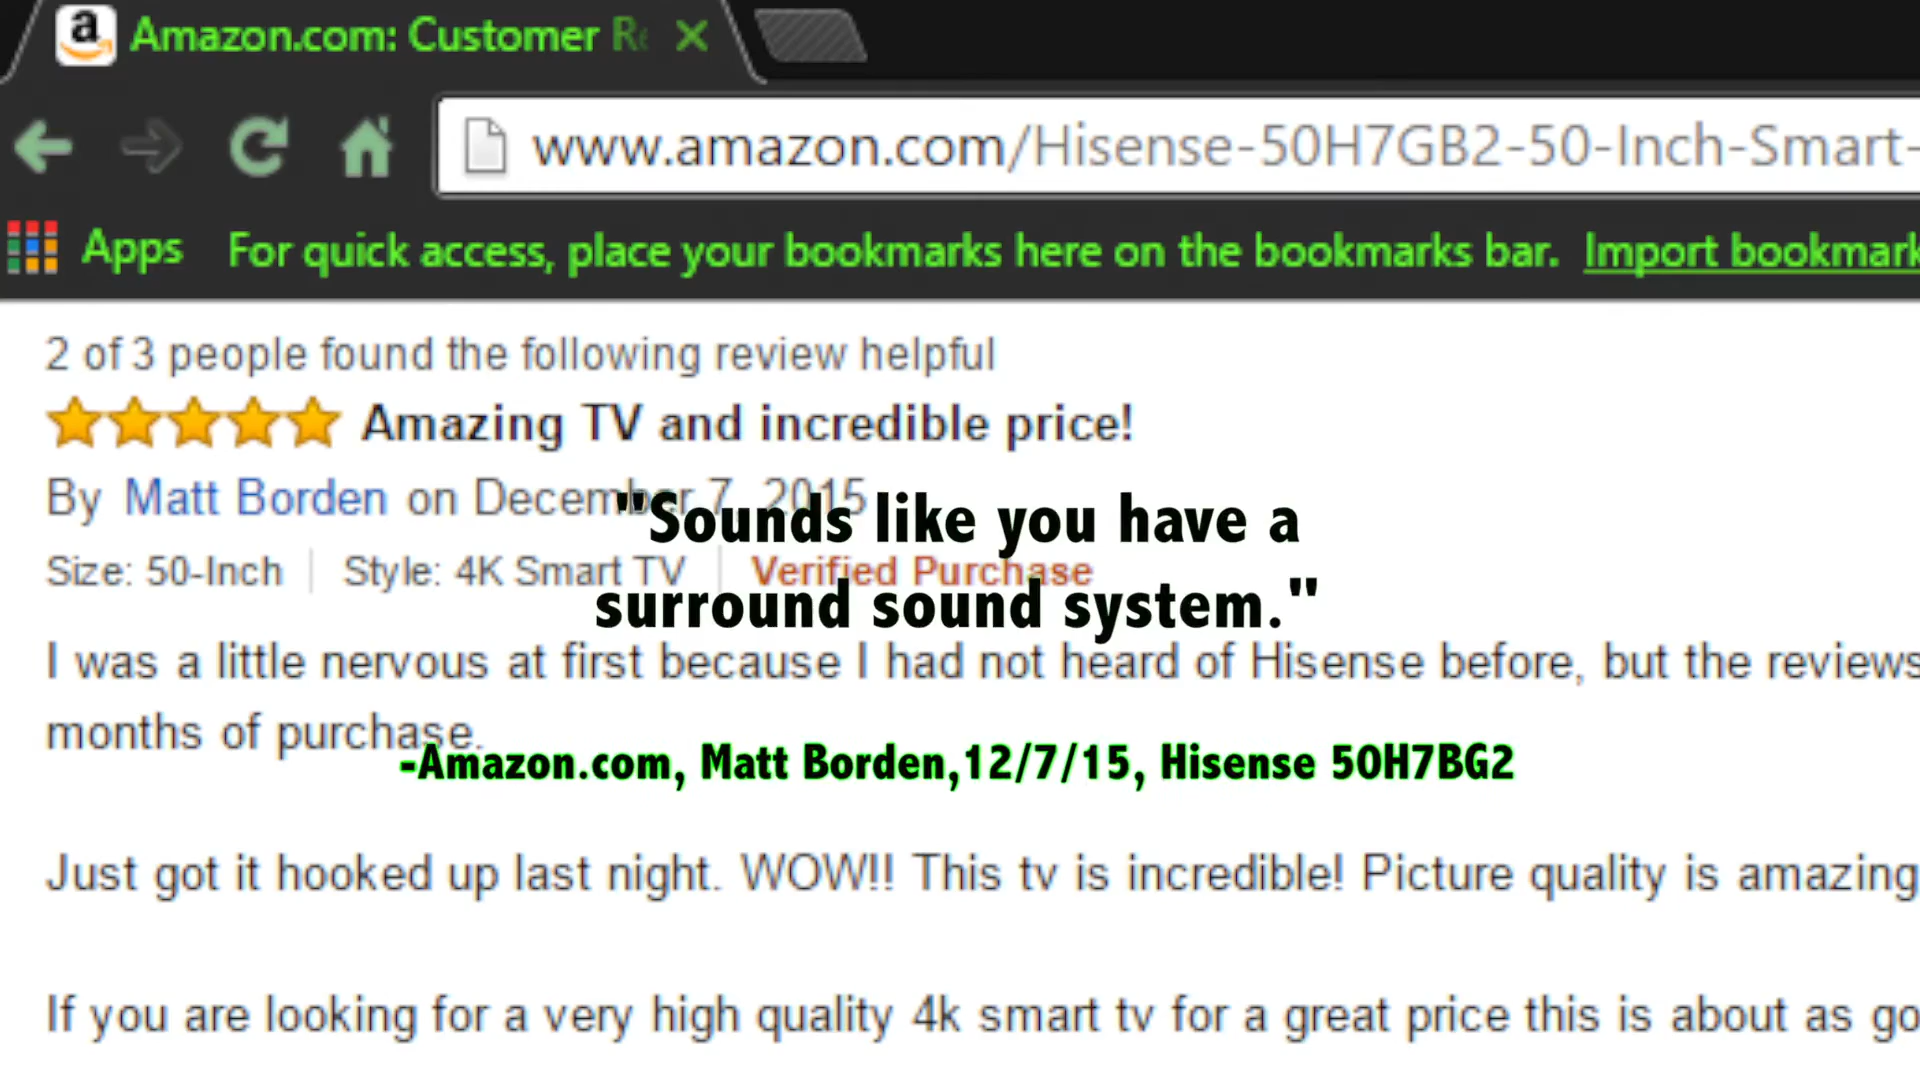 Amazon.com: Customer Re
www.amazon.com/Hisense-50H7GB2-50-Inch-Smart-
Apps For quick access, place your bookmarks here on the bookmarks bar. Import bookmark
2 of 3 people found the following review helpful
Amazing TV and incredible price!
By Matt Borden on December 7, 2015
"Sounds like you have a
Size: 50-Inch | Style: 4K Smart TV | Verified Purchase
surround sound system."
I was a little nervous at first because I had not heard of Hisense before, but the reviews
months of purchase.
-Amazon.com, Matt Borden,12/7/15, Hisense 50H7BG2
Just got it hooked up last night. WOW!! This tv is incredible! Picture quality is amazing
If you are looking for a very high quality 4k smart tv for a great price this is about as go